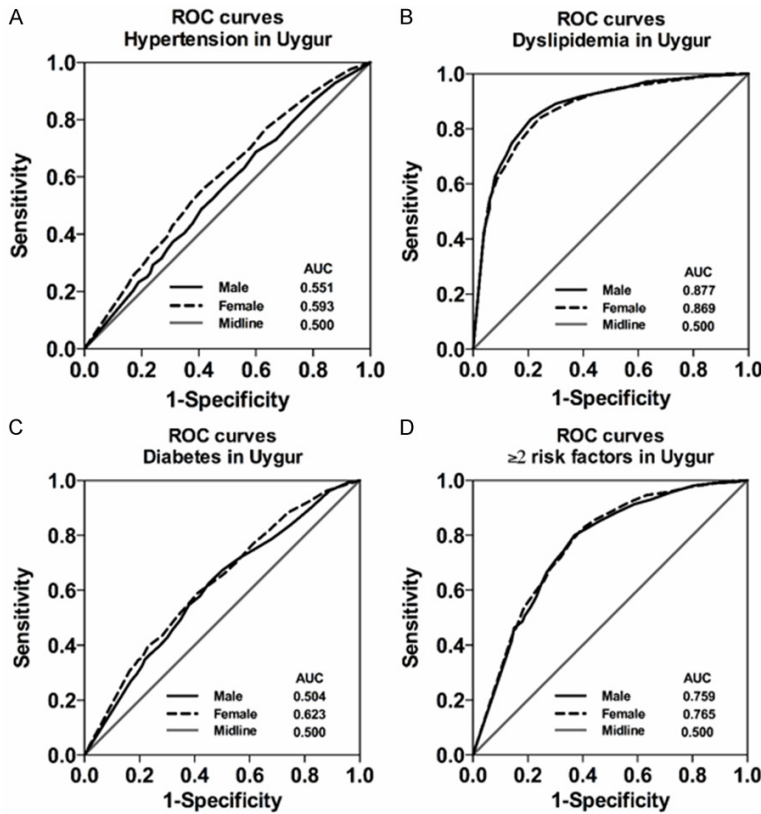 A
ROC curves
Hypertension in Uygur
1.0
0.8
0.6
0.4
0.2
0.0
Sensitivity
AUC
Male 0.551
Female 0.593
Midline 0.500
0.0 0.2 0.4 0.6 0.8 1.0
1-Specificity
B
ROC curves
Dyslipidemia in Uygur
1.0
0.8
0.6
0.4
0.2
0.0
Sensitivity
AUC
Male 0.877
Female 0.869
Midline 0.500
0.0 0.2 0.4 0.6 0.8 1.0
1-Specificity
C
ROC curves
Diabetes in Uygur
1.0
0.8
0.6
0.4
0.2
0.0
Sensitivity
AUC
Male 0.504
Female 0.623
Midline 0.500
0.0 0.2 0.4 0.6 0.8 1.0
1-Specificity
D
ROC curves
≥2 risk factors in Uygur
1.0
0.8
0.6
0.4
0.2
0.0
Sensitivity
AUC
Male 0.759
Female 0.765
Midline 0.500
0.0 0.2 0.4 0.6 0.8 1.0
1-Specificity